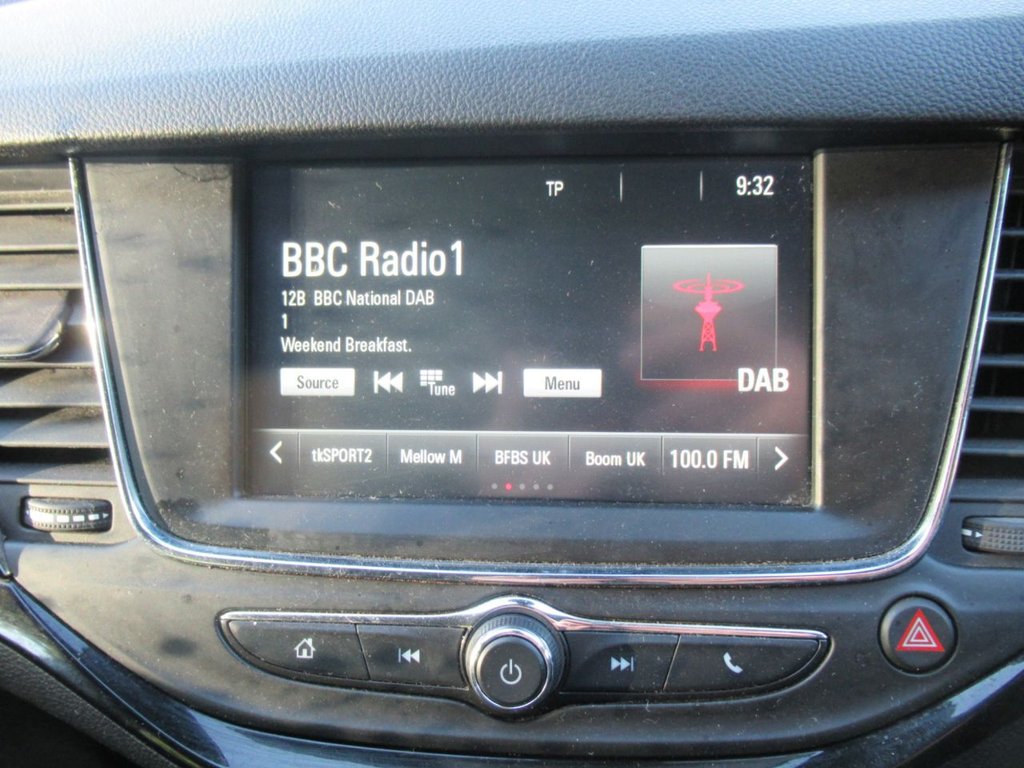 TP 9:32
BBC Radio1
12B BBC National DAB
1
Weekend Breakfast.
Source Tune Menu
DAB
tkSPORT2 Mellow M BFBS UK Boom UK 100.0 FM